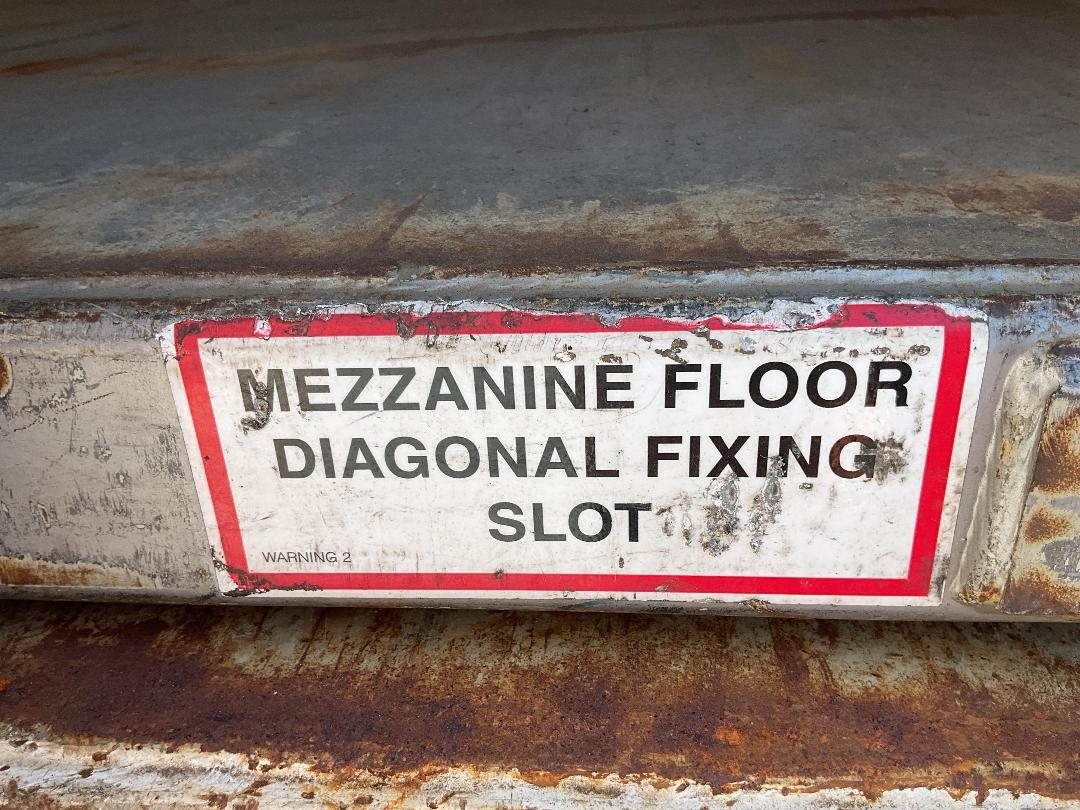 MEZZANINE FLOOR
DIAGONAL FIXING
SLOT
WARNING 2